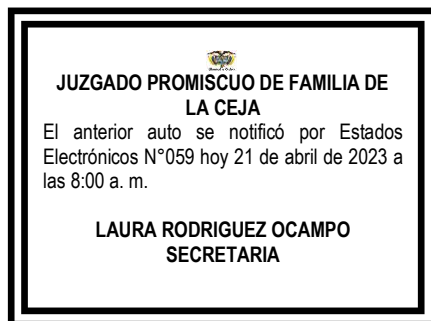 JUZGADO PROMISCUO DE FAMILIA DE
LA CEJA
El anterior auto se notificó por Estados
Electrónicos N°059 hoy 21 de abril de 2023 a
las 8:00 a. m.
LAURA RODRIGUEZ OCAMPO
SECRETARIA